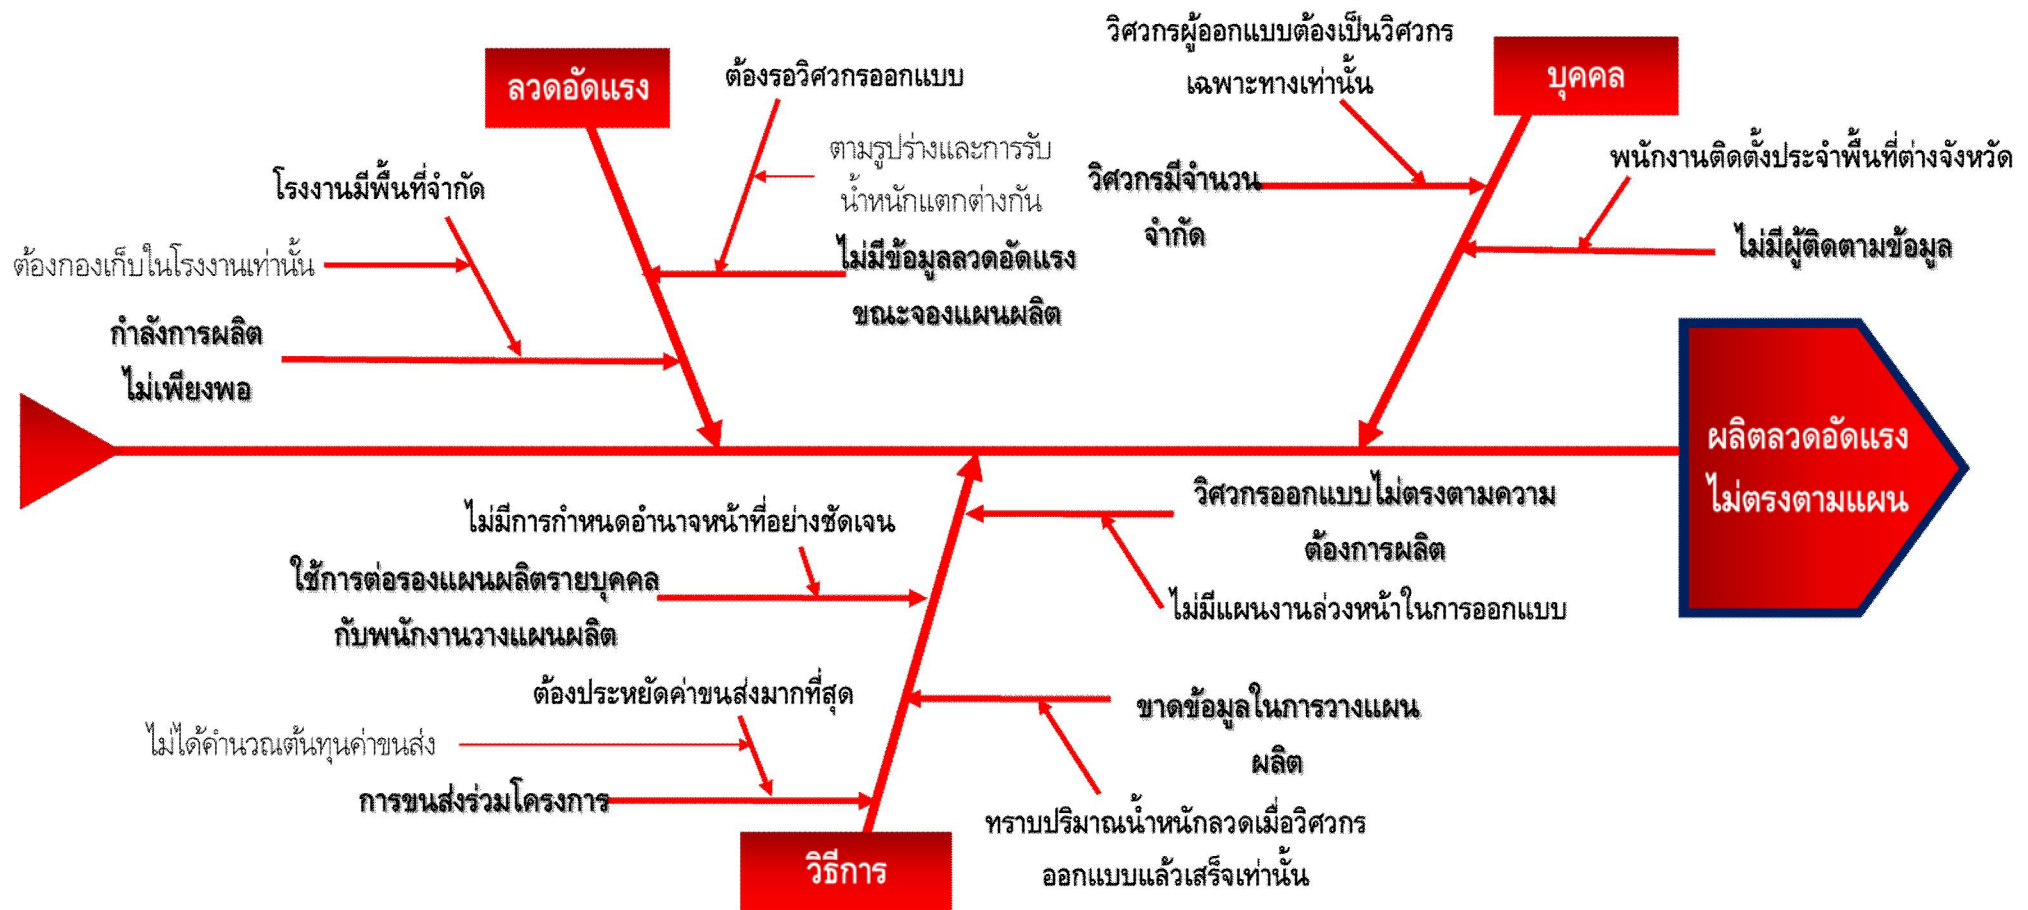 ลวดอัดแรง
ต้องรอวิศวกรออกแบบ
ตามรูปร่างและการรับ
น้ำหนักแตกต่างกัน
โรงงานมีพื้นที่จำกัด
ต้องกองเก็บในโรงงานเท่านั้น
กำลังการผลิต
ไม่เพียงพอ
ไม่มีข้อมูลลวดอัดแรง
ขณะจองแผนผลิต
วิศวกรผู้ออกแบบต้องเป็นวิศวกร
เฉพาะทางเท่านั้น
บุคคล
วิศวกรมีจำนวน
จำกัด
พนักงานติดตั้งประจำพื้นที่ต่างจังหวัด
ไม่มีผู้ติดตามข้อมูล
ผลิตลวดอัดแรง
ไม่ตรงตามแผน
ไม่มีการกำหนดอำนาจหน้าที่อย่างชัดเจน
ใช้การต่อรองแผนผลิตรายบุคคล
กับพนักงานวางแผนผลิต
ต้องประหยัดค่าขนส่งมากที่สุด
ไม่ได้คำนวณต้นทุนค่าขนส่ง
การขนส่งร่วมโครงการ
วิศวกรออกแบบไม่ตรงตามความ
ต้องการผลิต
ไม่มีแผนงานล่วงหน้าในการออกแบบ
ขาดข้อมูลในการวางแผน
ผลิต
ทราบปริมาณน้ำหนักลวดเมื่อวิศวกร
ออกแบบแล้วเสร็จเท่านั้น
วิธีการ